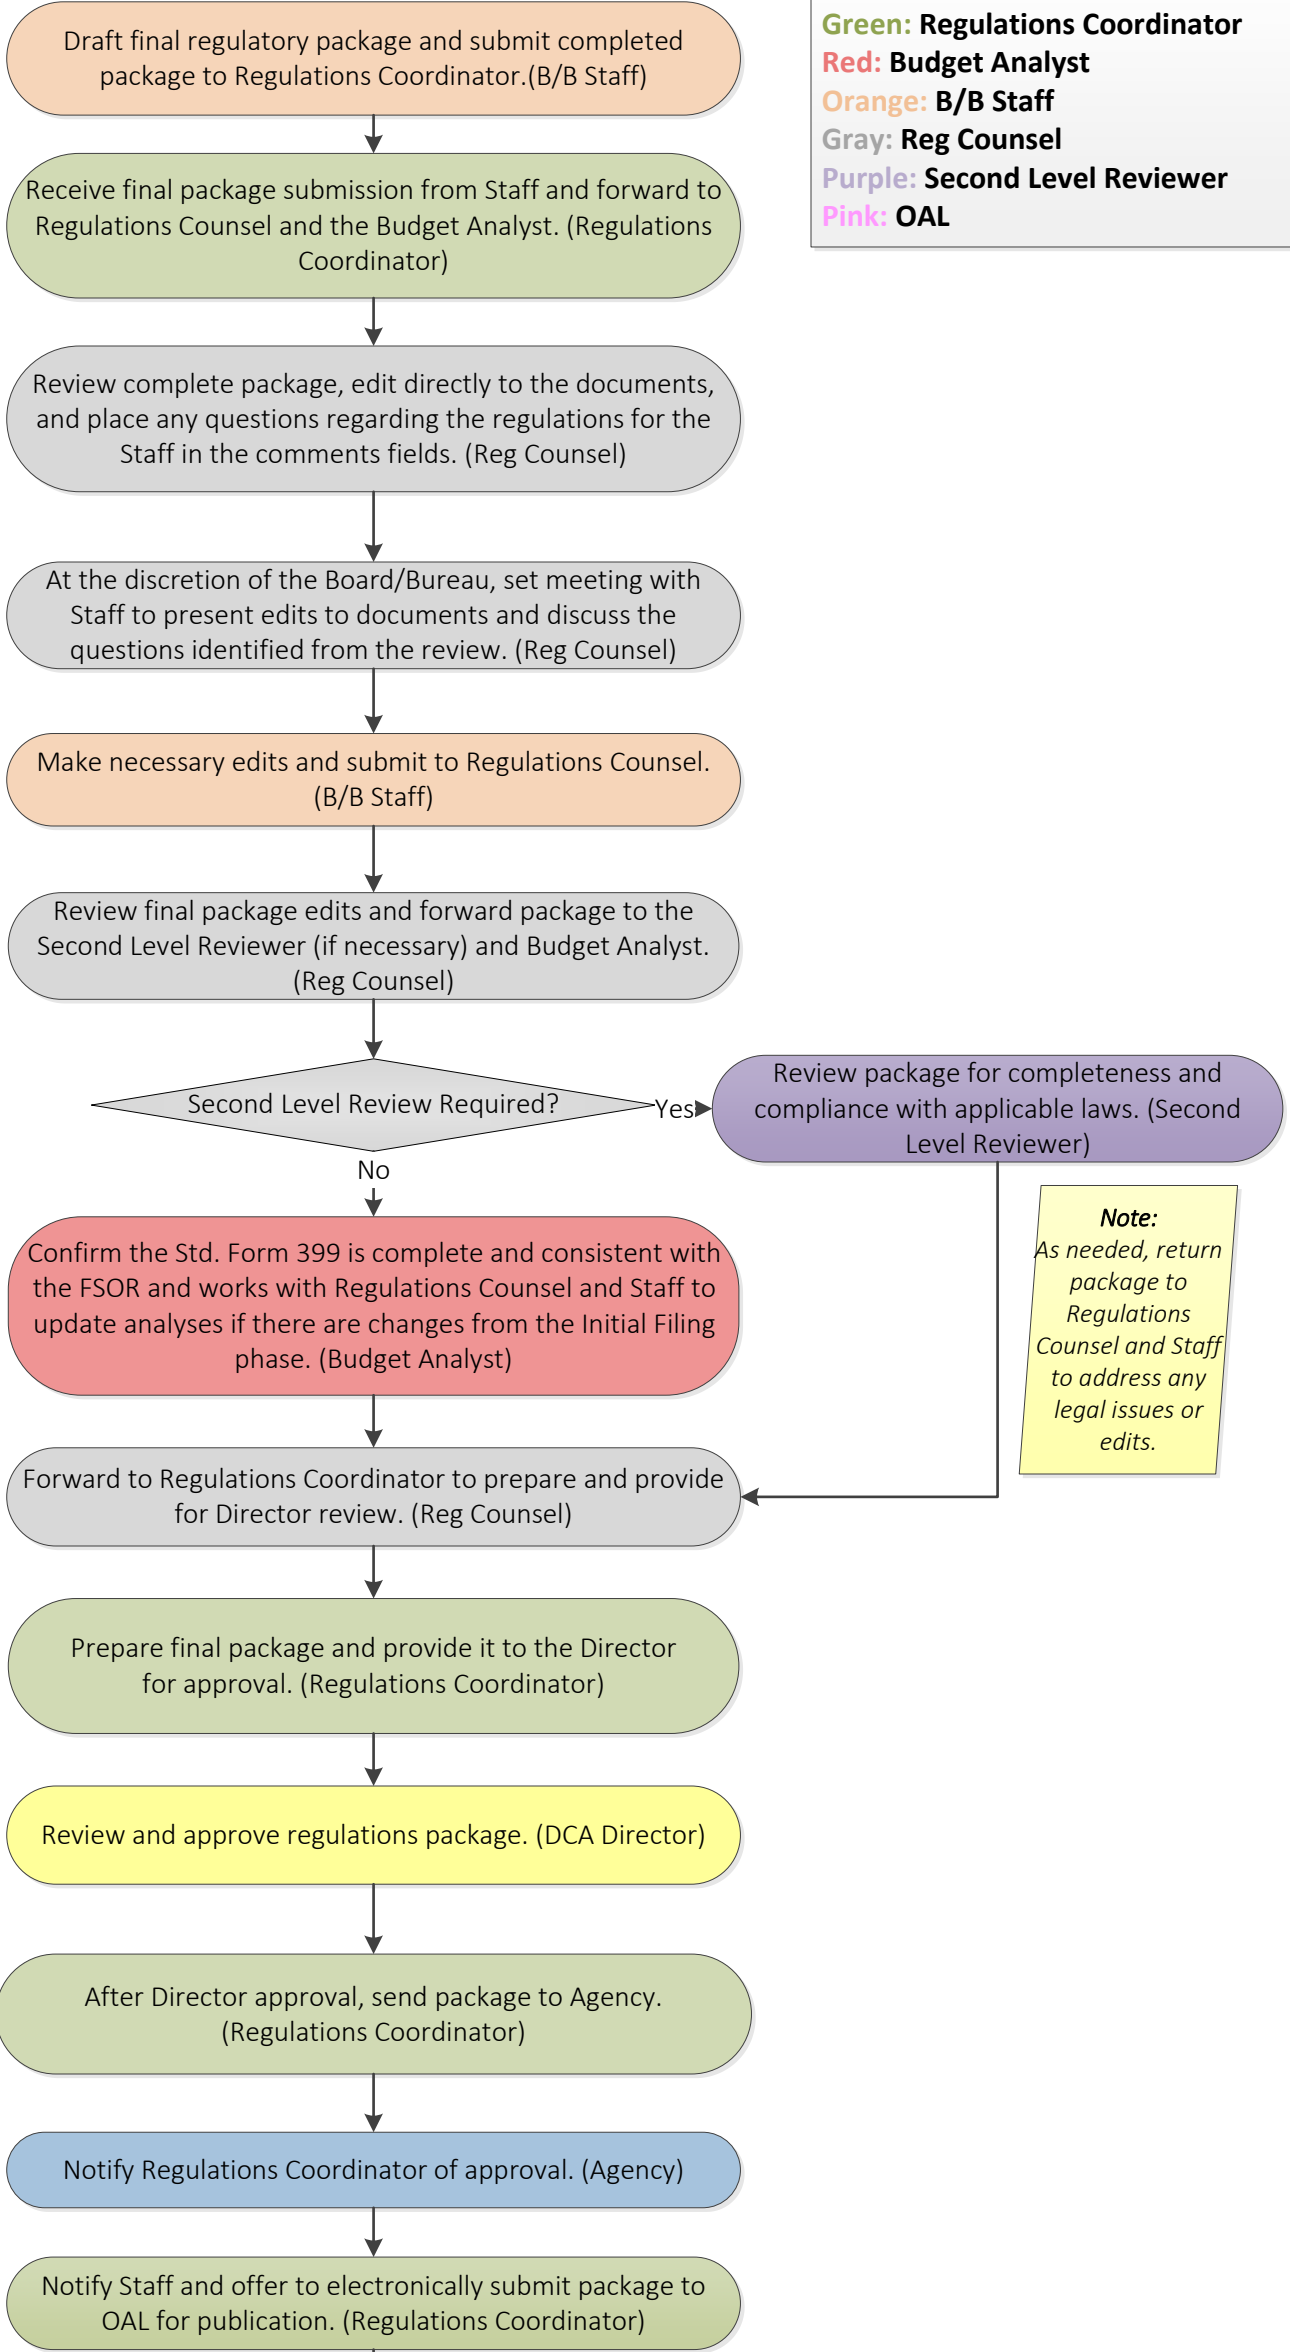 Draft final regulatory package and submit completed
package to Regulations Coordinator.(B/B Staff)
Green: Regulations Coordinator
Red: Budget Analyst
Orange: B/B Staff
Gray: Reg Counsel
Purple: Second Level Reviewer
Pink: OAL
Receive final package submission from Staff and forward to
Regulations Counsel and the Budget Analyst. (Regulations
Coordinator)
Review complete package, edit directly to the documents,
and place any questions regarding the regulations for the
Staff in the comments fields. (Reg Counsel)
At the discretion of the Board/Bureau, set meeting with
Staff to present edits to documents and discuss the
questions identified from the review. (Reg Counsel)
Make necessary edits and submit to Regulations Counsel.
(B/B Staff)
Review final package edits and forward package to the
Second Level Reviewer (if necessary) and Budget Analyst.
(Reg Counsel)
Second Level Review Required?
Yes
Review package for completeness and
compliance with applicable laws. (Second
Level Reviewer)
No
Note:
As needed, return
package to
Regulations
Counsel and Staff
to address any
legal issues or
edits.
Confirm the Std. Form 399 is complete and consistent with
the FSOR and works with Regulations Counsel and Staff to
update analyses if there are changes from the Initial Filing
phase. (Budget Analyst)
Forward to Regulations Coordinator to prepare and provide
for Director review. (Reg Counsel)
Prepare final package and provide it to the Director
for approval. (Regulations Coordinator)
Review and approve regulations package. (DCA Director)
After Director approval, send package to Agency.
(Regulations Coordinator)
Notify Regulations Coordinator of approval. (Agency)
Notify Staff and offer to electronically submit package to
OAL for publication. (Regulations Coordinator)